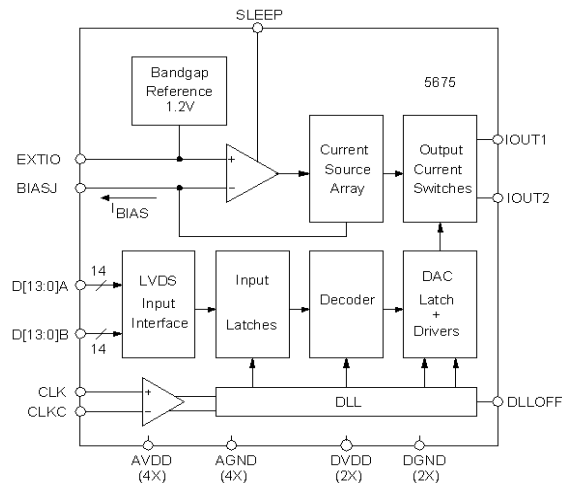 SLEEP
Bandgap
Reference
1.2V
5675
EXTIO
BIASJ
IBIAS
+
−
Current
Source
Array
Output
Current
Switches
IOUT1
IOUT2
D[13:0]A
14
D[13:0]B
14
LVDS
Input
Interface
Input
Latches
Decoder
DAC
Latch
+
Drivers
CLK
CLKC
+
−
DLL
DLLOFF
AVDD
(4X)
AGND
(4X)
DVDD
(2X)
DGND
(2X)